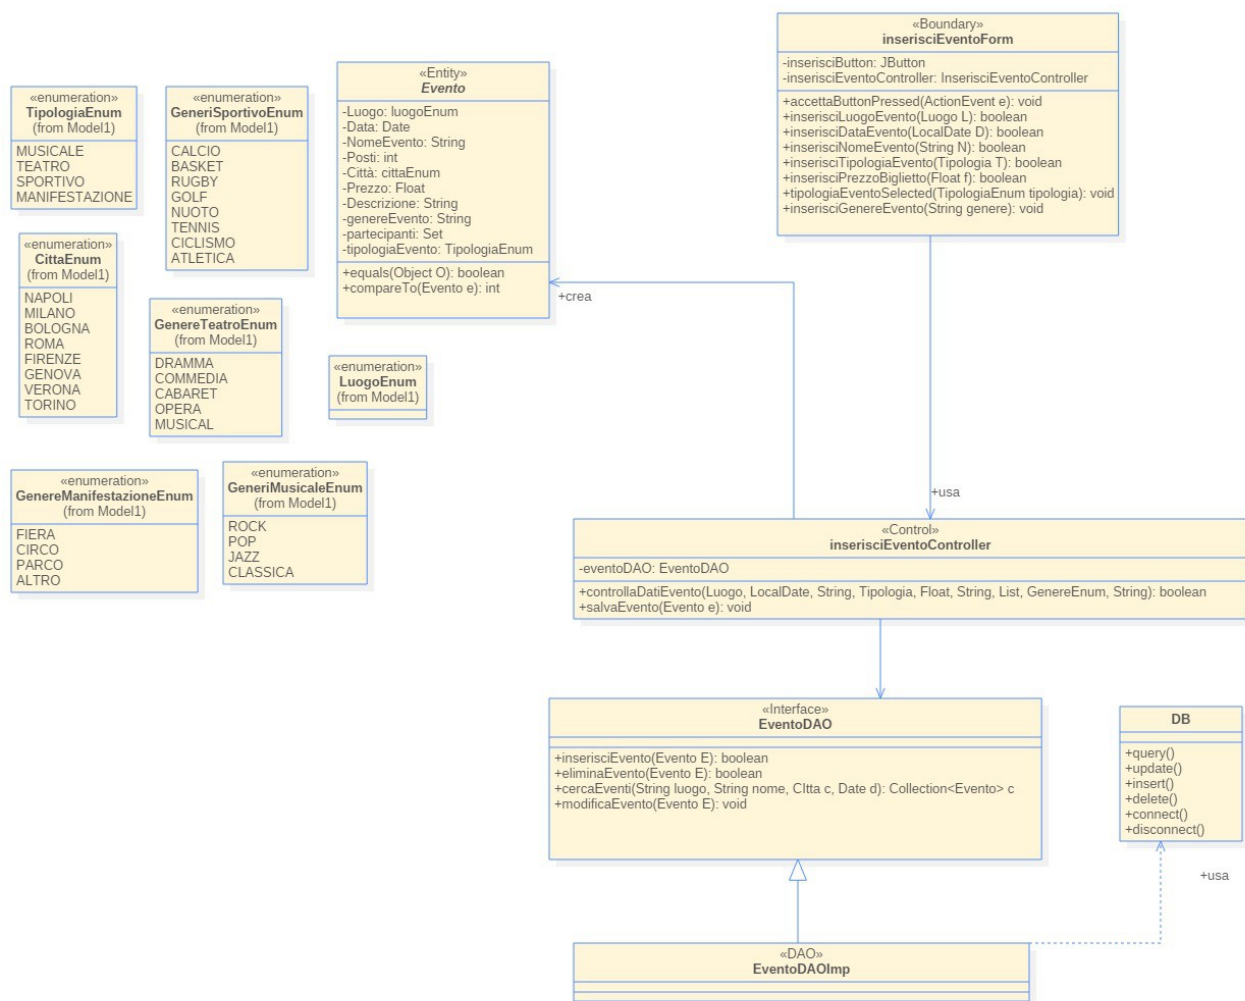 «enumeration»
TipologiaEnum
(from Model1)
MUSICALE
TEATRO
SPORTIVO
MANIFESTAZIONE
«enumeration»
GeneriSportivoEnum
(from Model1)
CALCIO
BASKET
RUGBY
GOLF
NUOTO
TENNIS
CICLISMO
ATLETICA
«Entity»
Evento
-Luogo: luogoEnum
-Data: Date
-NomeEvento: String
-Posti: int
-Città: cittaEnum
-Prezzo: Float
-Descrizione: String
-genereEvento: String
-partecipanti: Set
-tipologiaEvento: TipologiaEnum
+equals(Object O): boolean
+compareTo(Evento e): int
«Boundary»
inserisciEventoForm
-inserisciButton: JButton
-inserisciEventoController: InserisciEventoController
+accettaButtonPressed(ActionEvent e): void
+inserisciLuogoEvento(Luogo L): boolean
+inserisciDataEvento(LocalDate D): boolean
+inserisciNomeEvento(String N): boolean
+inserisciTipologiaEvento(Tipologia T): boolean
+inserisciPrezzoBiglietto(Float f): boolean
+tipologiaEventoSelected(TipologiaEnum tipologia): void
+inserisciGenereEvento(String genere): void
«enumeration»
CittaEnum
(from Model1)
NAPOLI
MILANO
BOLOGNA
ROMA
FIRENZE
GENOVA
VERONA
TORINO
«enumeration»
GenereTeatroEnum
(from Model1)
DRAMMA
COMMEDIA
CABARET
OPERA
MUSICAL
«enumeration»
LuogoEnum
(from Model1)
+crea
«enumeration»
GenereManifestazioneEnum
(from Model1)
FIERA
CIRCO
PARCO
ALTRO
«enumeration»
GeneriMusicaleEnum
(from Model1)
ROCK
POP
JAZZ
CLASSICA
+usa
«Control»
inserisciEventoController
-eventoDAO: EventoDAO
+controllaDatiEvento(Luogo, LocalDate, String, Tipologia, Float, String, List, GenereEnum, String): boolean
+salvaEvento(Evento e): void
«Interface»
EventoDAO
+inserisciEvento(Evento E): boolean
+eliminaEvento(Evento E): boolean
+cercaEventi(String luogo, String nome, CItta c, Date d): Collection<Evento> c
+modificaEvento(Evento E): void
DB
+query()
+update()
+insert()
+delete()
+connect()
+disconnect()
+usa
«DAO»
EventoDAOImp